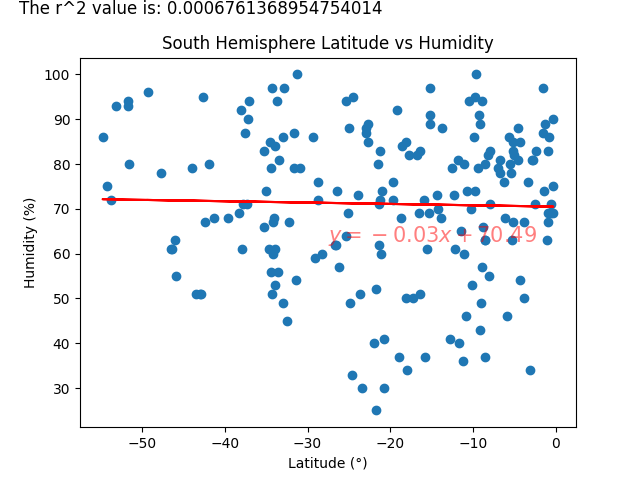 The r^2 value is: 0.0006761368954754014
South Hemisphere Latitude vs Humidity
100
90
80
70
60
50
40
30
Humidity (%)
y = −0.03x + 70.49
−50 −40 −30 −20 −10 0
Latitude (°)